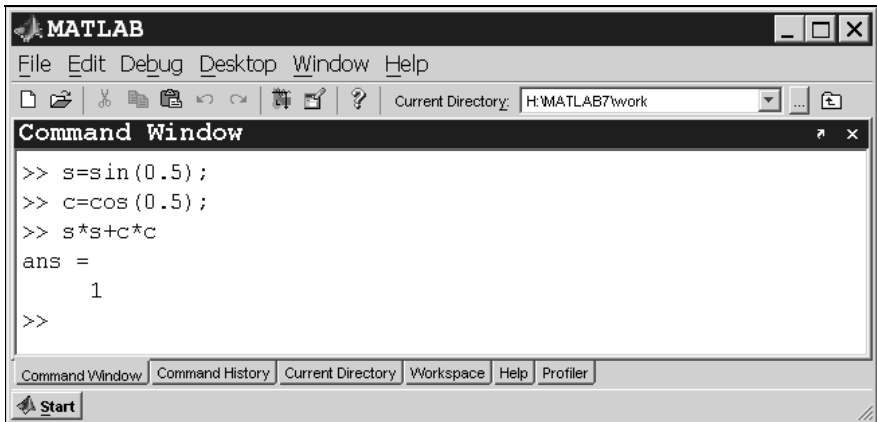 MATLAB
File Edit Debug Desktop Window Help
Current Directory: H:\MATLAB7\work ...
Command Window
>> s=sin(0.5);
>> c=cos(0.5);
>> s*s+c*c
ans =
1
>>
Command Window Command History Current Directory Workspace Help Profiler
Start